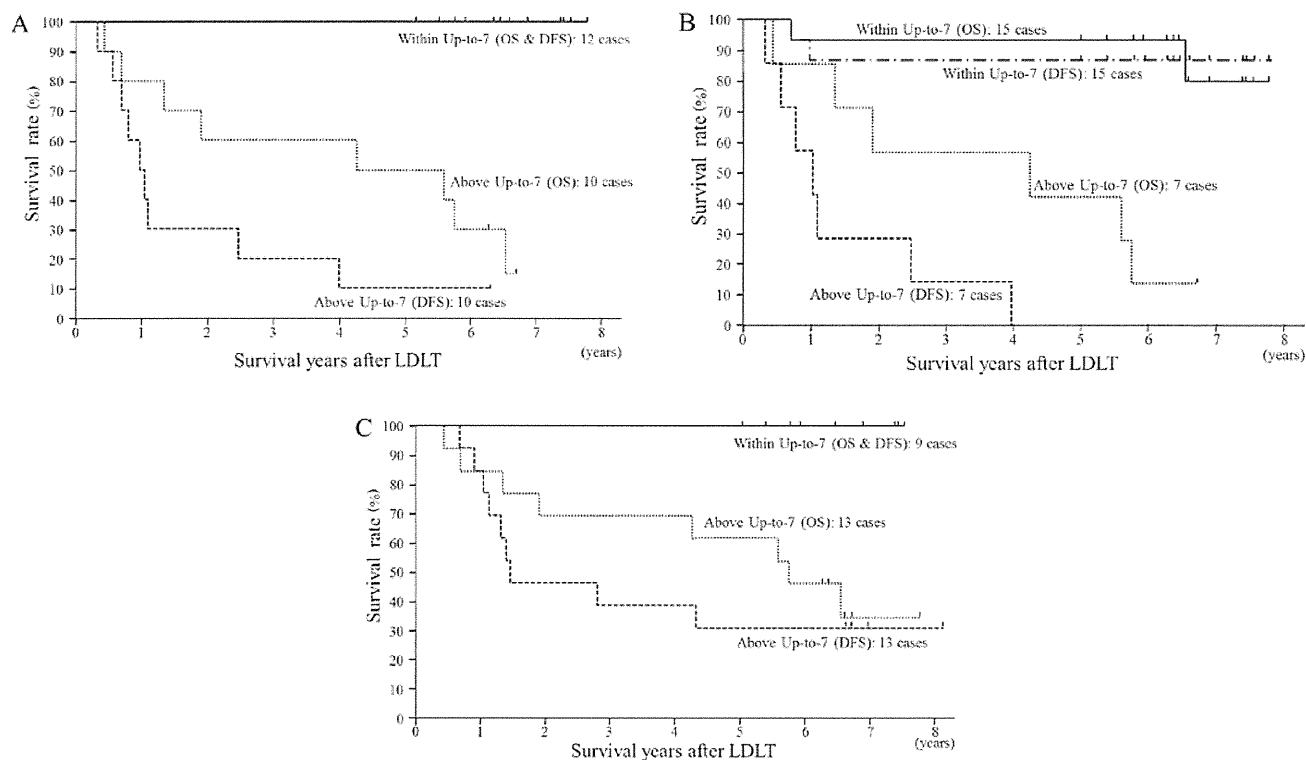 A
100
90
80
70
60
50
40
30
20
10
0
Survival rate (%)
Within Up-to-7 (OS & DFS): 12 cases
Above Up-to-7 (OS): 10 cases
Above Up-to-7 (DFS): 10 cases
0 1 2 3 4 5 6 7 8
(years)
Survival years after LDLT
B
100
90
80
70
60
50
40
30
20
10
0
Survival rate (%)
Within Up-to-7 (OS): 15 cases
Within Up-to-7 (DFS): 15 cases
Above Up-to-7 (OS): 7 cases
Above Up-to-7 (DFS): 7 cases
0 1 2 3 4 5 6 7 8
(years)
Survival years after LDLT
C
100
90
80
70
60
50
40
30
20
10
0
Survival rate (%)
Within Up-to-7 (OS & DFS): 9 cases
Above Up-to-7 (OS): 13 cases
Above Up-to-7 (DFS): 13 cases
0 1 2 3 4 5 6 7 8
(years)
Survival years after LDLT